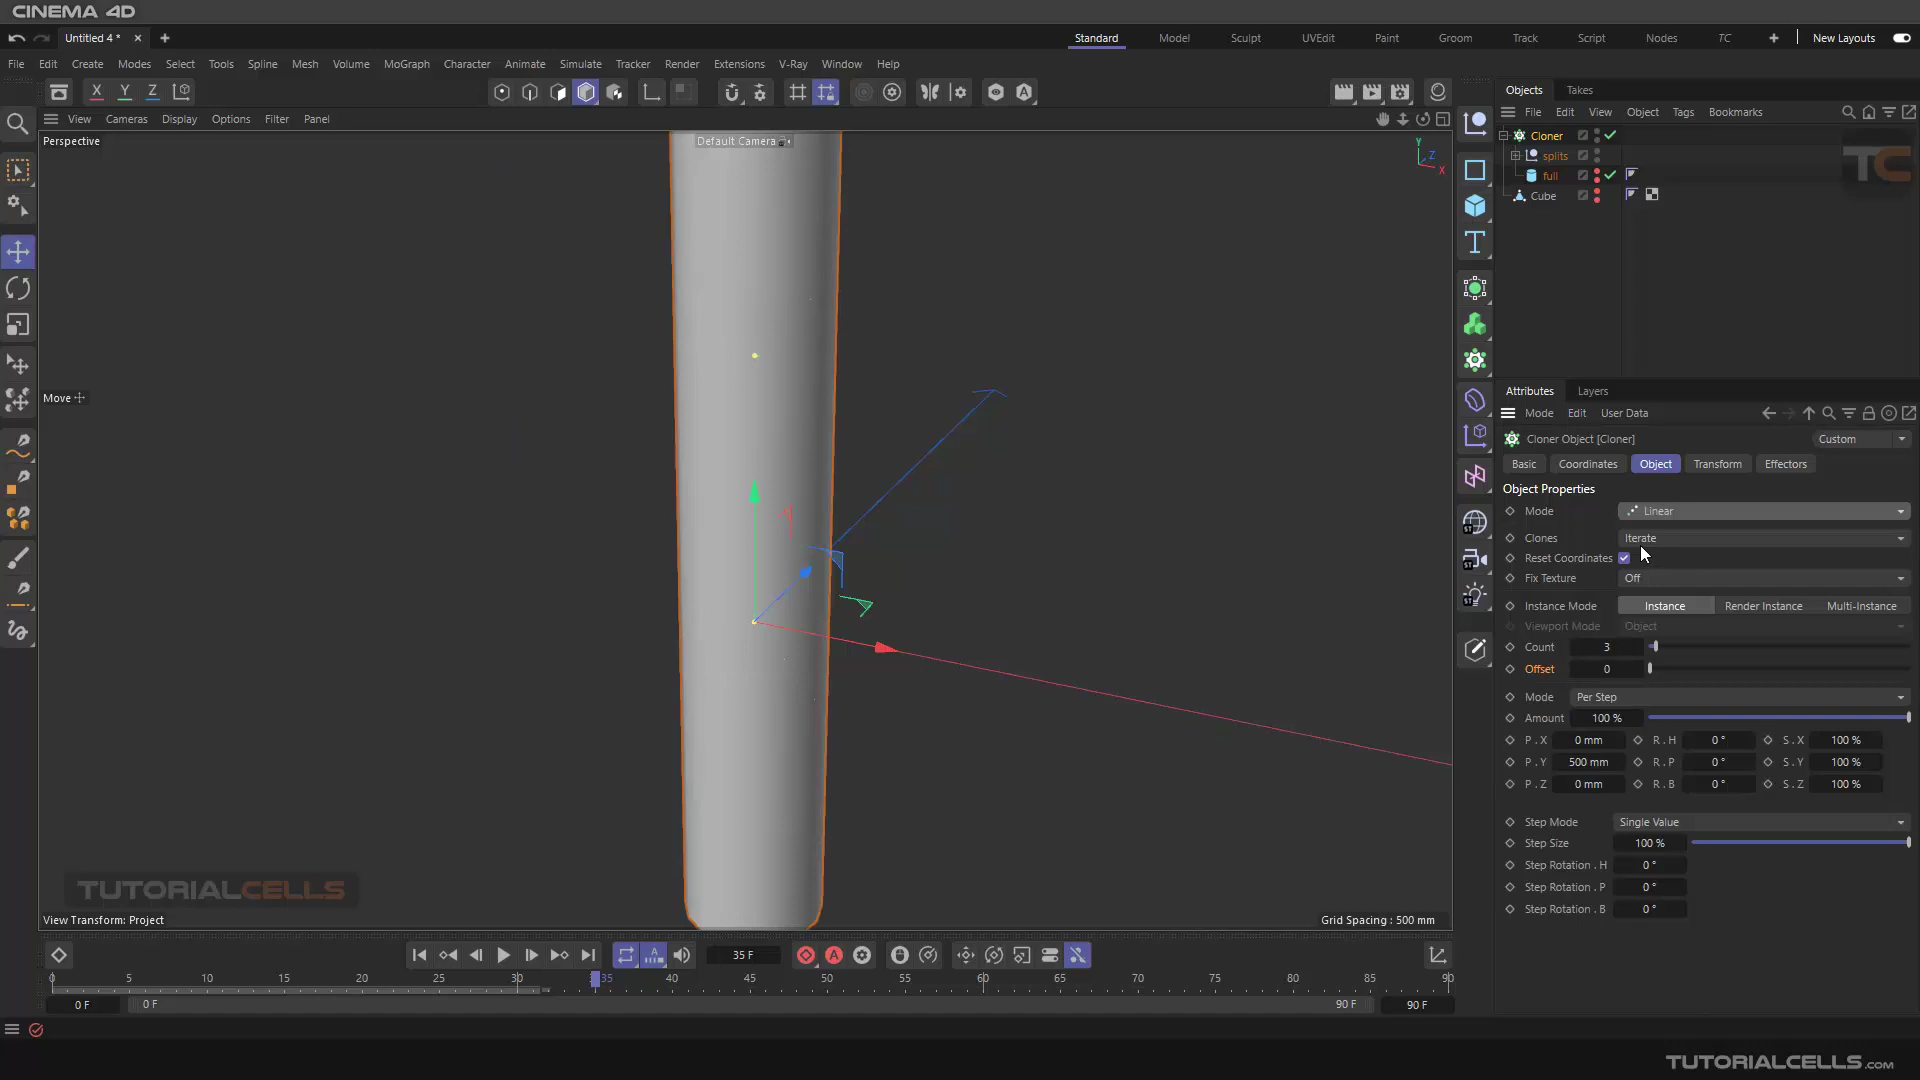 CINEMA 4D
Untitled 4 *
Standard Model Sculpt UVEdit Paint Groom Track Script Nodes TC New Layouts
File Edit Create Modes Select Tools Spline Mesh Volume MoGraph Character Animate Simulate Tracker Render Extensions V-Ray Window Help
X Y Z
View Cameras Display Options Filter Panel
Perspective
Default Camera
Y
Z
X
Move
TUTORIALCELLS
View Transform: Project
Grid Spacing : 500 mm
Objects Takes
File Edit View Object Tags Bookmarks
Cloner
splits
full
Cube
TC
Attributes Layers
Mode Edit User Data
Cloner Object [Cloner] Custom
Basic Coordinates Object Transform Effectors
Object Properties
Mode Linear
Clones Iterate
Reset Coordinates
Fix Texture Off
Instance Mode Instance Render Instance Multi-Instance
Viewport Mode Object
Count 3
Offset 0
Mode Per Step
Amount 100 %
P . X 0 mm R . H 0 ° S . X 100 %
P . Y 500 mm R . P 0 ° S . Y 100 %
P . Z 0 mm R . B 0 ° S . Z 100 %
Step Mode Single Value
Step Size 100 %
Step Rotation . H 0 °
Step Rotation . P 0 °
Step Rotation . B 0 °
35 F
0 5 10 15 20 25 30 35 40 45 50 55 60 65 70 75 80 85 90
0 F 0 F 90 F 90 F
TUTORIALCELLS.com